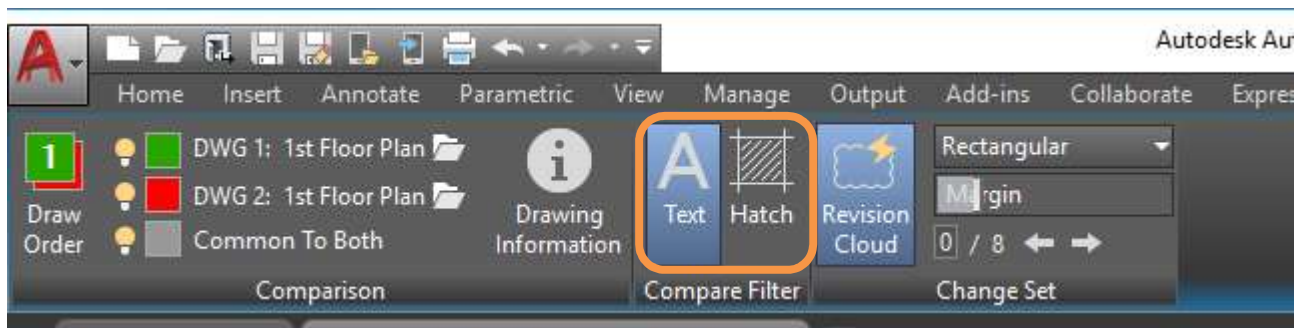 Autodesk Au
Home Insert Annotate Parametric View Manage Output Add-ins Collaborate Expres
1 DWG 1: 1st Floor Plan
DWG 2: 1st Floor Plan
Common To Both
Draw
Order
Drawing
Information
Comparison
A
Text
Hatch
Compare Filter
Revision
Cloud
Rectangular
Margin
0 / 8
Change Set